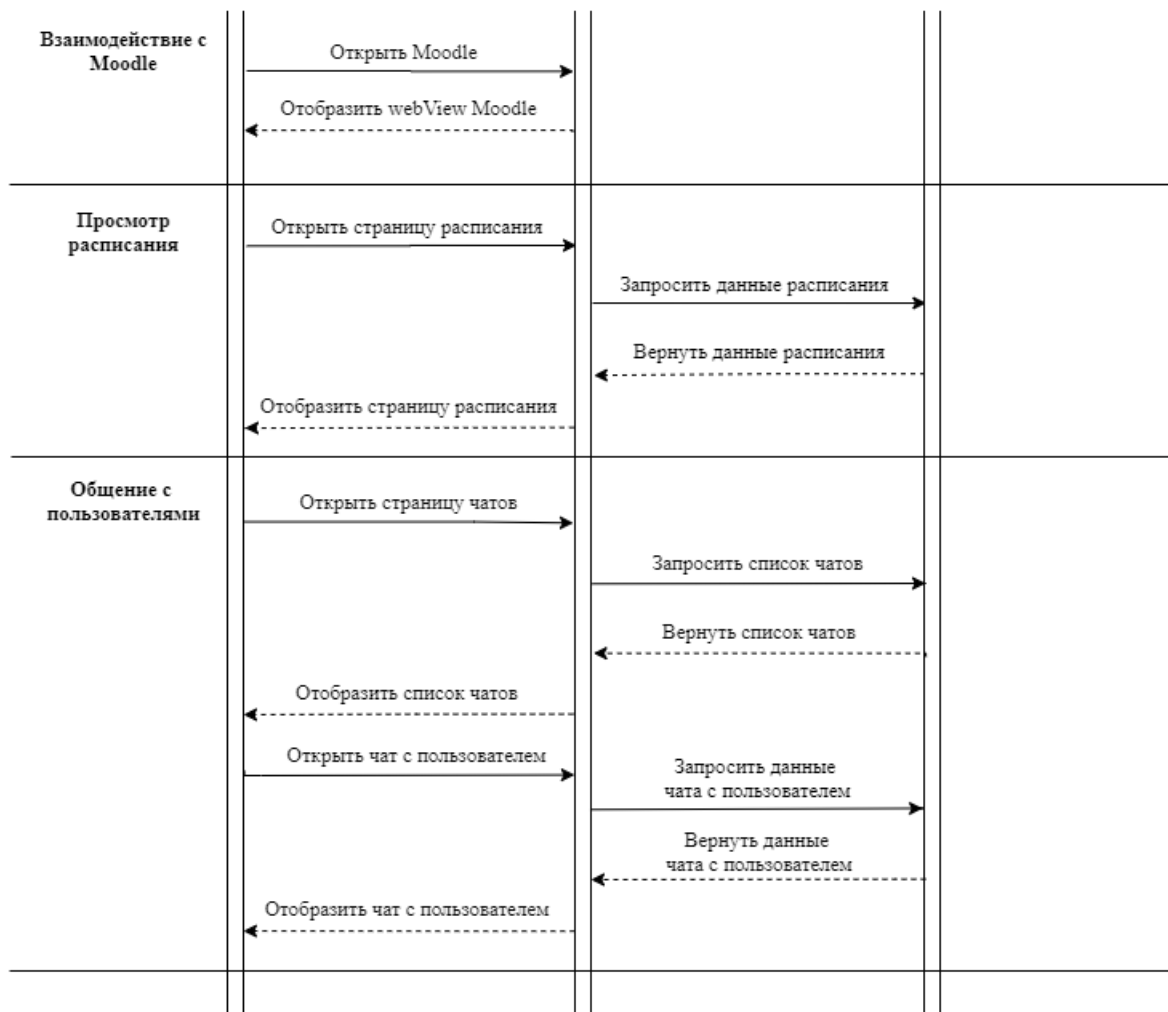 Взаимодействие с
Moodle
Открыть Moodle
Отобразить webView Moodle
Просмотр
расписания
Открыть страницу расписания
Запросить данные расписания
Вернуть данные расписания
Отобразить страницу расписания
Общение с
пользователями
Открыть страницу чатов
Запросить список чатов
Вернуть список чатов
Отобразить список чатов
Открыть чат с пользователем
Запросить данные
чата с пользователем
Вернуть данные
чата с пользователем
Отобразить чат с пользователем